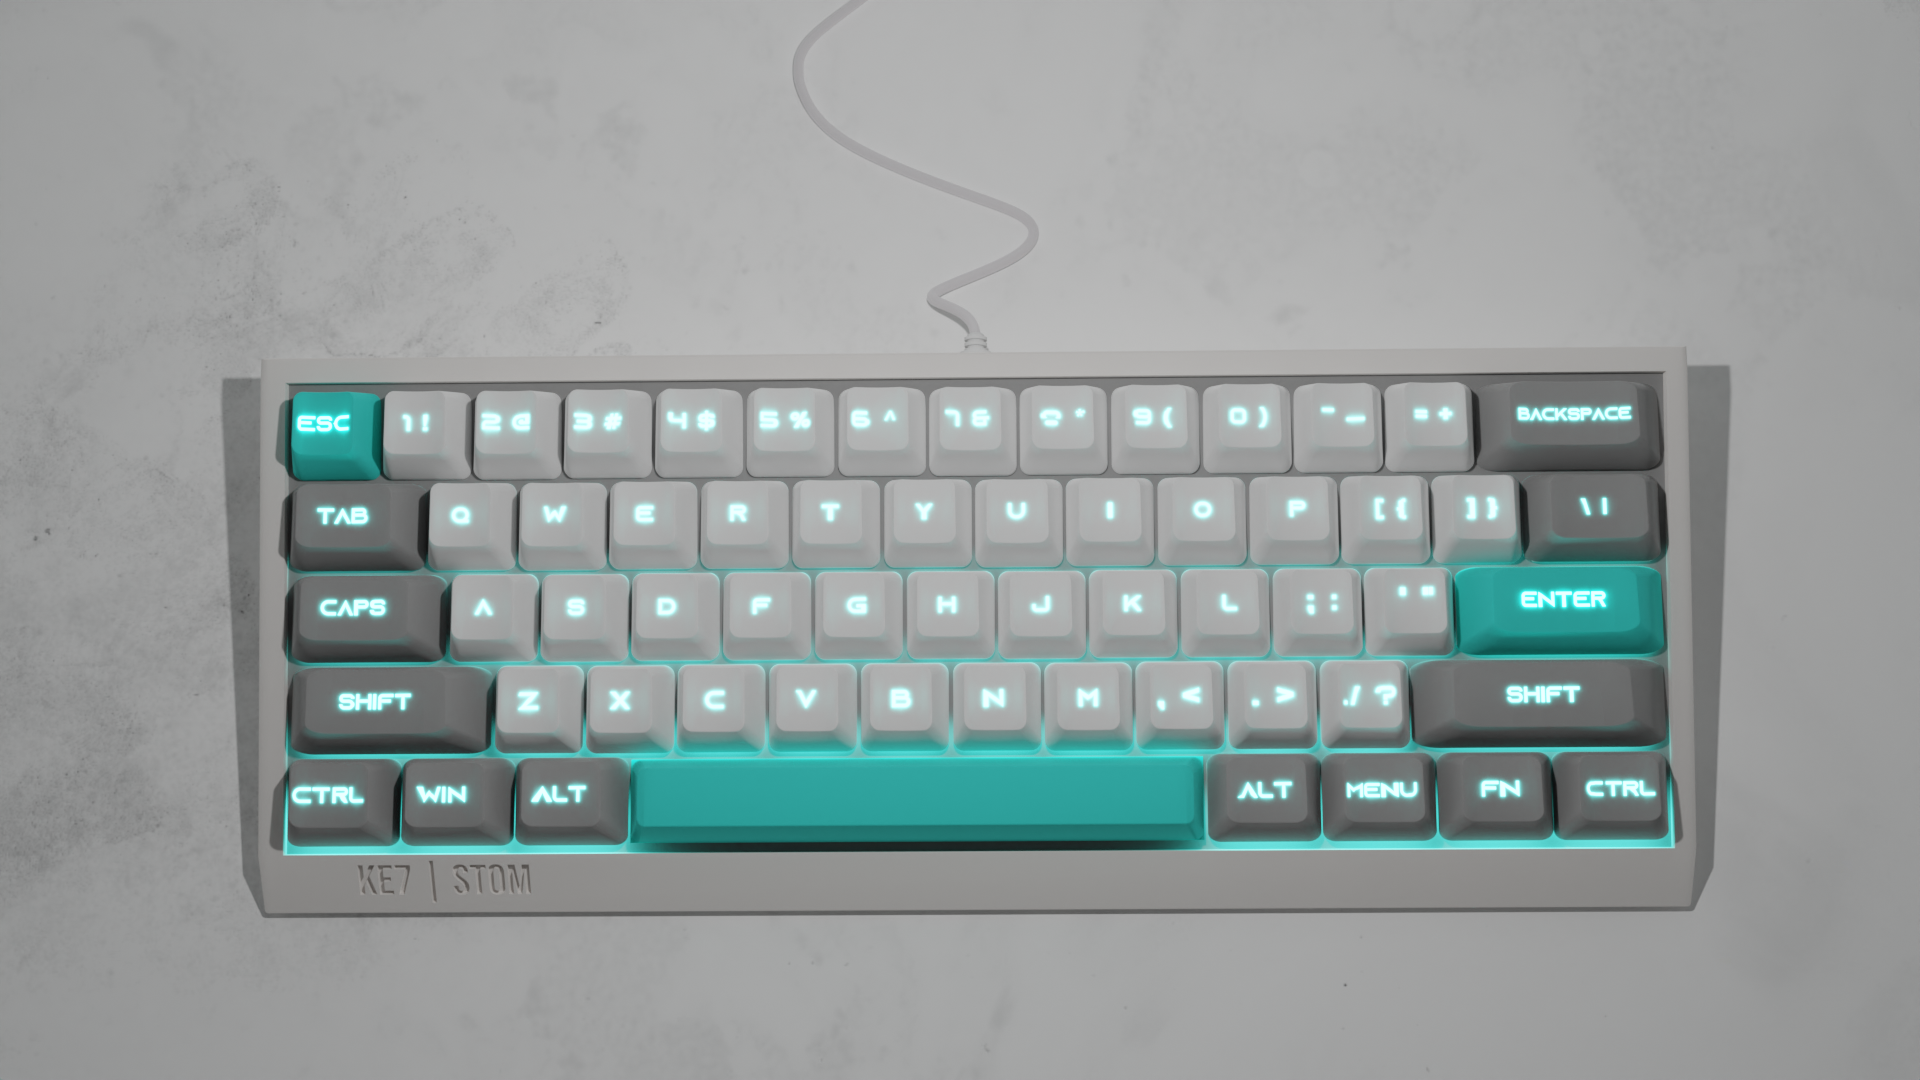 ESC 1! 2@ 3# 4$ 5% 6^ 7& 8* 9( 0) -_ =+ BACKSPACE
TAB Q W E R T Y U I O P [{ ]} \|
CAPS A S D F G H J K L ;: '" ENTER
SHIFT Z X C V B N M ,< .> ./ ? SHIFT
CTRL WIN ALT ALT MENU FN CTRL
KE7 | STOM